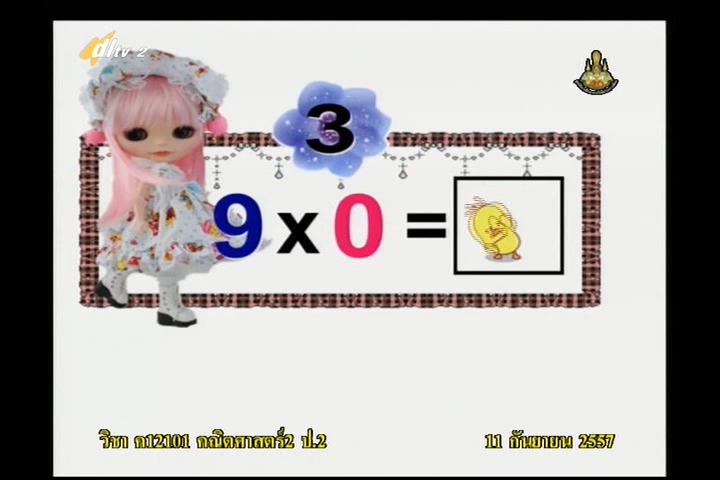 dltv 2
3
9 x 0 =
วิชา ค12101 คณิตศาสตร์2 ป.2
11 กันยายน 2557